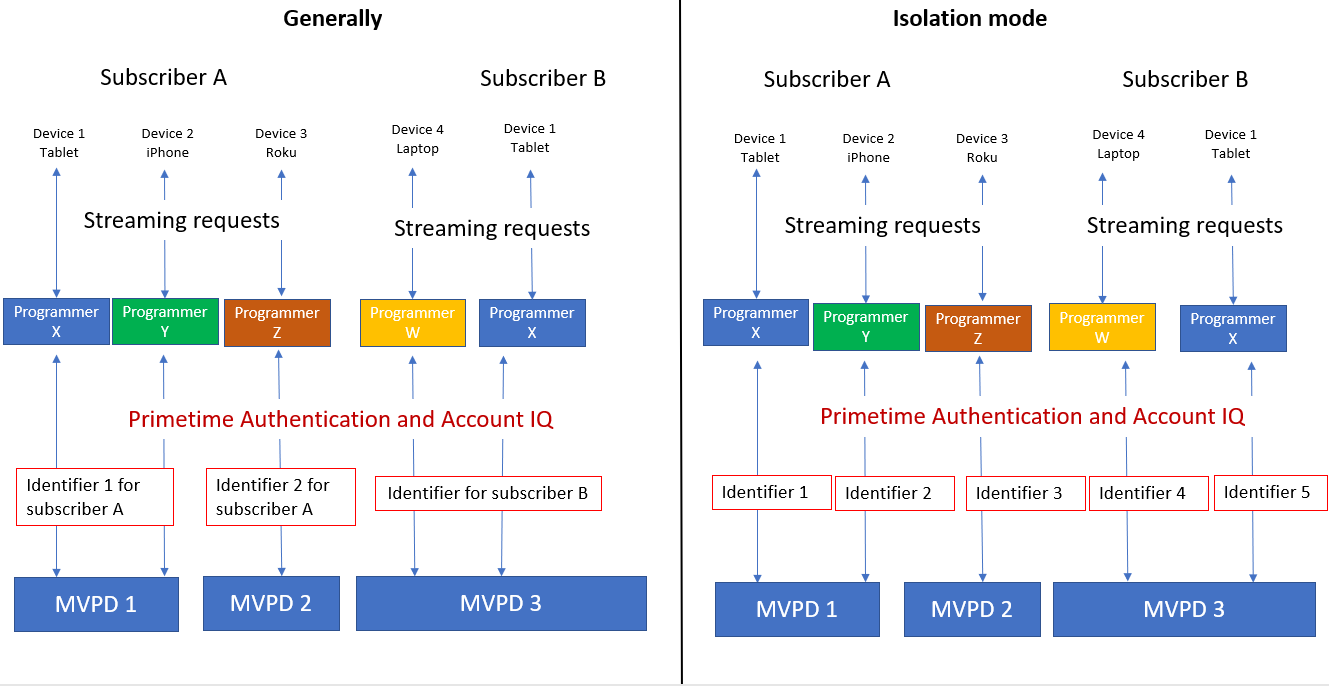 Generally
Subscriber A
Subscriber B
Device 1
Tablet
Device 2
iPhone
Device 3
Roku
Device 4
Laptop
Device 1
Tablet
Streaming requests
Streaming requests
Programmer
X
Programmer
Y
Programmer
Z
Programmer
W
Programmer
X
Primetime Authentication and Account IQ
Identifier 1 for
subscriber A
Identifier 2 for
subscriber A
Identifier for subscriber B
MVPD 1
MVPD 2
MVPD 3
Isolation mode
Subscriber A
Subscriber B
Device 1
Tablet
Device 2
iPhone
Device 3
Roku
Device 4
Laptop
Device 1
Tablet
Streaming requests
Streaming requests
Programmer
X
Programmer
Y
Programmer
Z
Programmer
W
Programmer
X
Primetime Authentication and Account IQ
Identifier 1
Identifier 2
Identifier 3
Identifier 4
Identifier 5
MVPD 1
MVPD 2
MVPD 3